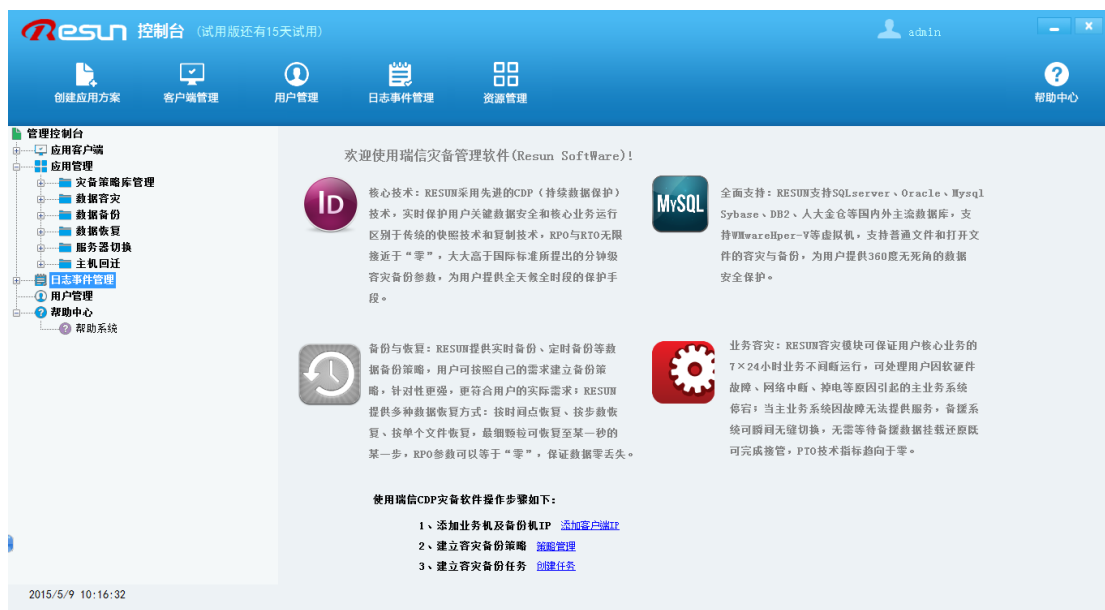 Resun 控制台 (试用版还有15天试用)
admin
创建应用方案
客户端管理
用户管理
日志事件管理
资源管理
帮助中心
管理控制台
应用客户端
应用管理
灾备策略库管理
数据容灾
数据备份
数据恢复
服务器切换
主机回迁
日志事件管理
用户管理
帮助中心
帮助系统
欢迎使用瑞信灾备管理软件(Resun SoftWare)!
ID
核心技术：RESUN采用先进的CDP（持续数据保护）
技术，实时保护用户关键数据安全和核心业务运行
区别于传统的快照技术和复制技术，RPO与RTO无限
接近于“零”，大大高于国际标准所提出的分钟级
容灾备份参数，为用户提供全天候全时段的保护手
段。
MySQL
全面支持：RESUN支持SQLserver、Oracle、Mysql
Sybase、DB2、人大金仓等国内外主流数据库，支
持VMwareHper-V等虚拟机，支持普通文件和打开文
件的容灾与备份，为用户提供360度无死角的数据
安全保护。
备份与恢复：RESUN提供实时备份、定时备份等数
据备份策略，用户可按照自己的需求建立备份策
略，针对性更强，更符合用户的实际需求；RESUN
提供多种数据恢复方式：按时间点恢复、按步数恢
复、按单个文件恢复，最细颗粒可恢复至某一秒的
某一步，RPO参数可以等于“零”，保证数据零丢失。
业务容灾：RESUN容灾模块可保证用户核心业务的
7×24小时业务不间断运行，可处理用户因软硬件
故障、网络中断、掉电等原因引起的主业务系统
停宕；当主业务系统因故障无法提供服务，备援系
统可瞬间无缝切换，无需等待备援数据挂载还原既
可完成接管，PTO技术指标趋向于零。
使用瑞信CDP灾备软件操作步骤如下：
1、添加业务机及备份机IP 添加客户端IP
2、建立容灾备份策略 策略管理
3、建立容灾备份任务 创建任务
2015/5/9 10:16:32